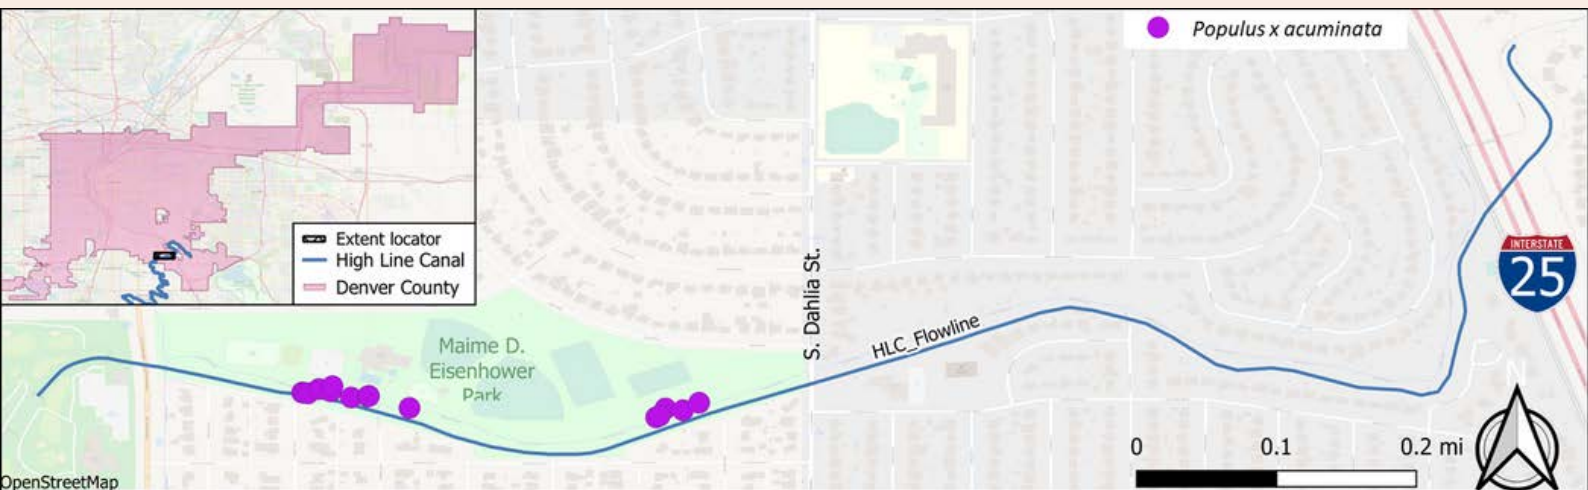 Populus x acuminata
Extent locator
High Line Canal
Denver County
S. Dahlia St.
INTERSTATE
25
HLC_Flowline
Maime D.
Eisenhower
Park
N
0 0.1 0.2 mi
OpenStreetMap